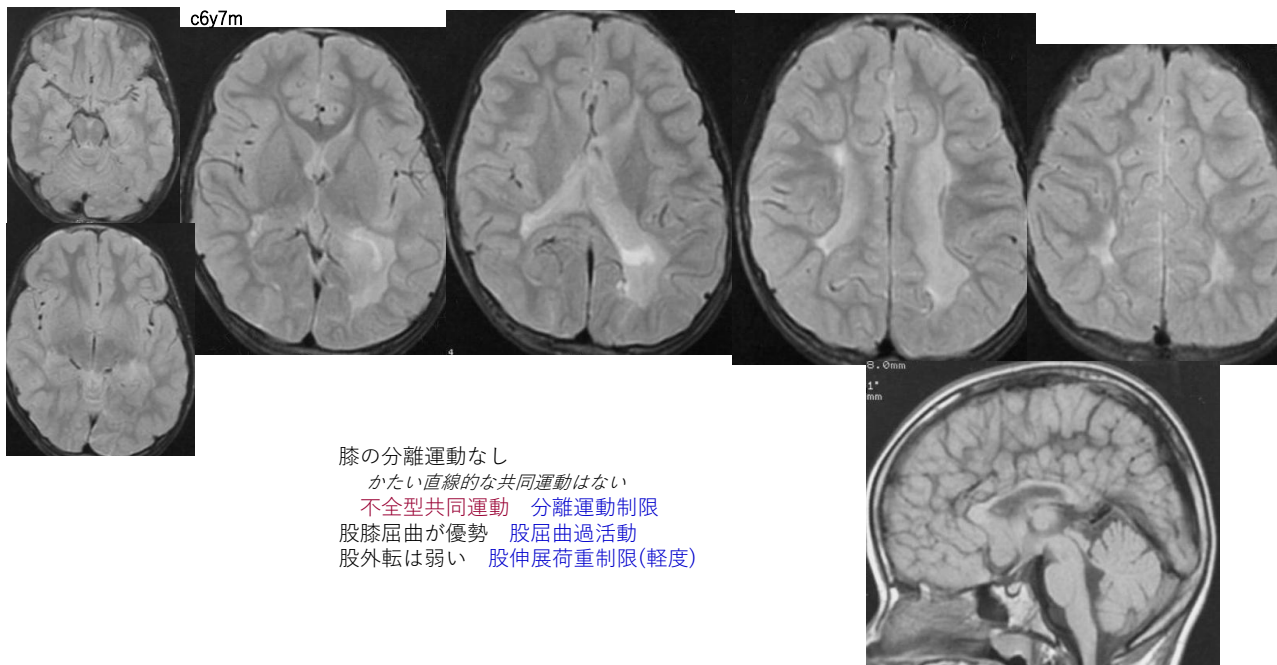 c6y7m
4
8.0mm
1°
mm
膝の分離運動なし
かたい直線的な共同運動はない
不全型共同運動 分離運動制限
股膝屈曲が優勢 股屈曲過活動
股外転は弱い 股伸展荷重制限(軽度)